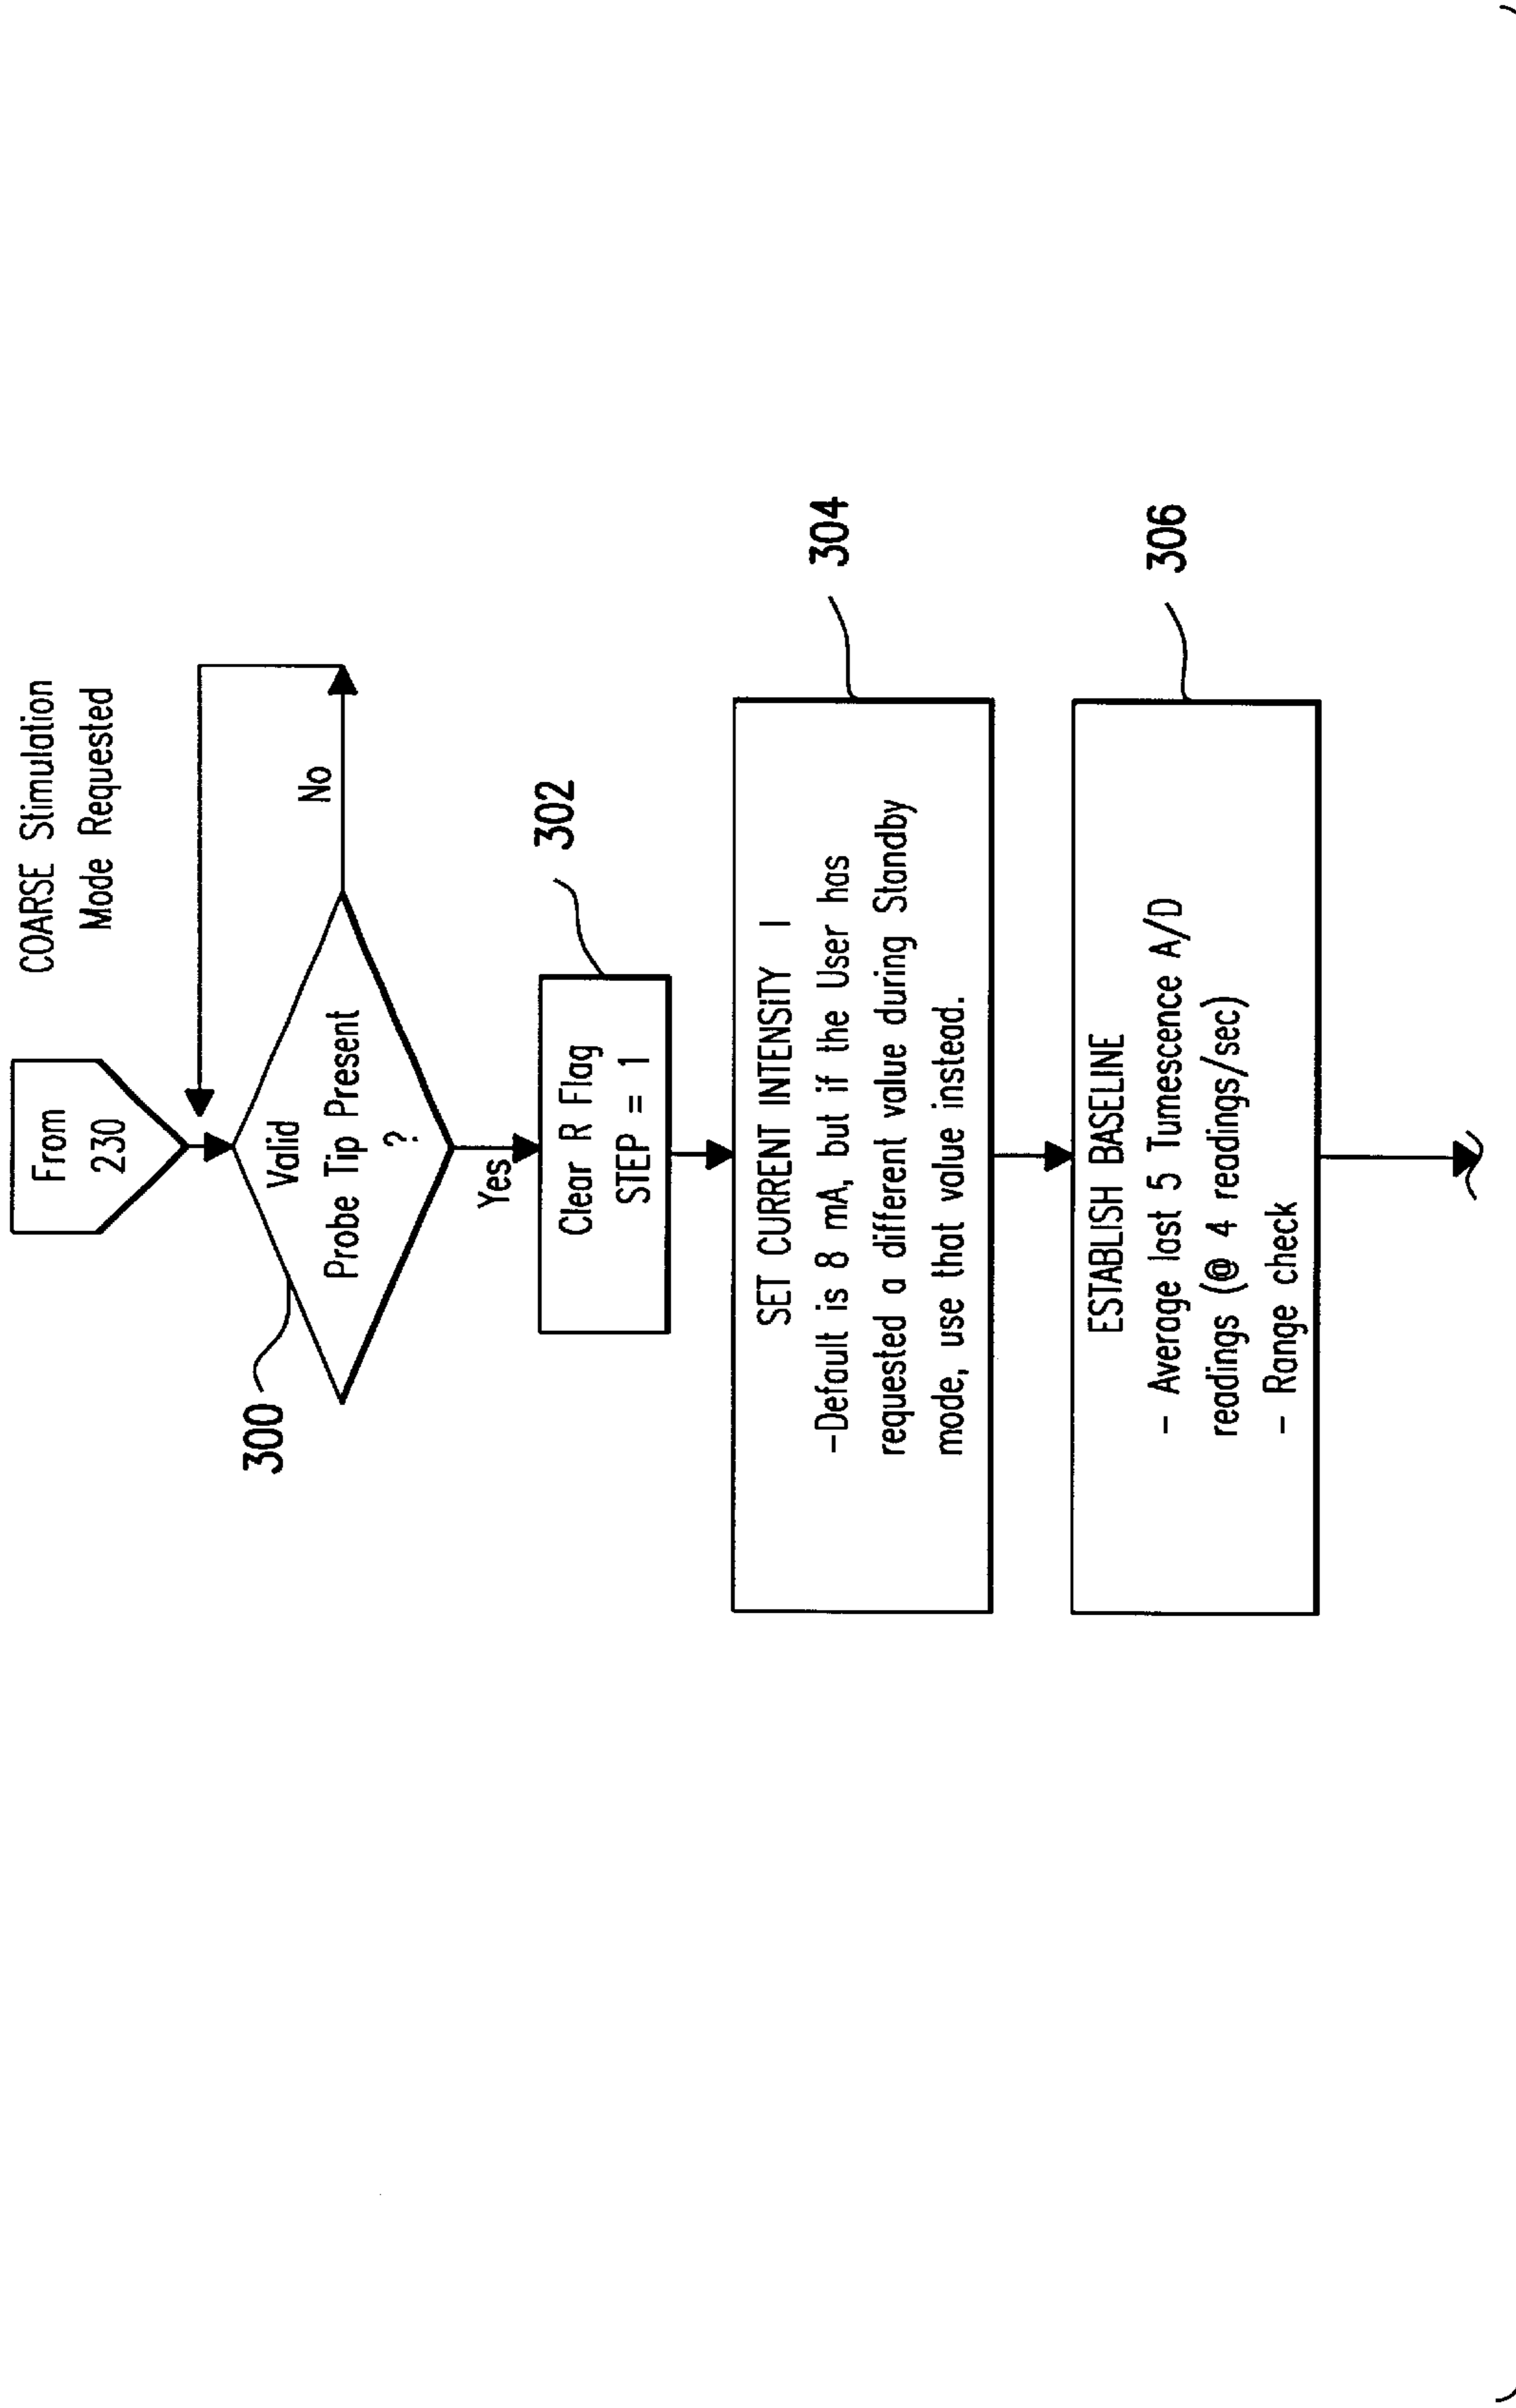 COARSE Stimulation
Mode Requested
From
230
300
Valid
Probe Tip Present
?
No
Yes
302
Clear R Flag
STEP = 1
304
SET CURRENT INTENSiTY I
-Default is 8 mA, but if the User has
requested a different value during Standby
mode, use that value instead.
306
ESTABLISH BASELINE
- Average last 5 Tumescence A/D
readings (@ 4 readings/sec)
- Range check